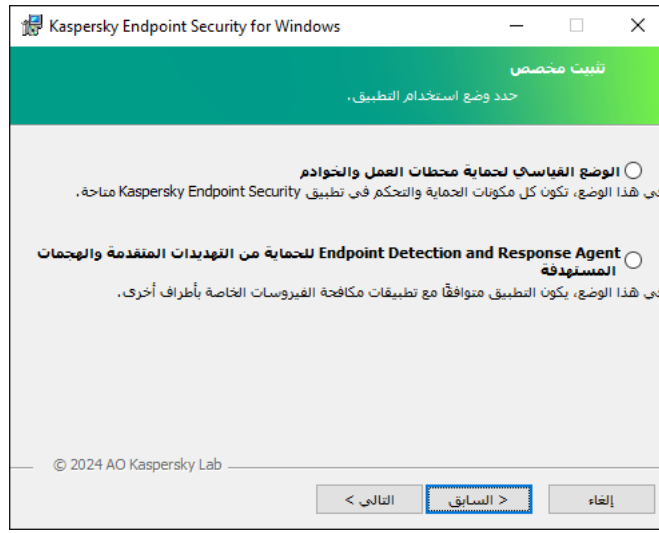 Kaspersky Endpoint Security for Windows
تثبيت مخصص
حدد وضع استخدام التطبيق.
الوضع القياسي لحماية محطات العمل والخوادم
في هذا الوضع، تكون كل مكونات الحماية والتحكم في تطبيق Kaspersky Endpoint Security متاحة.
Endpoint Detection and Response Agent للحماية من التهديدات المتقدمة والهجمات
المستهدفة
في هذا الوضع، يكون التطبيق متوافقًا مع تطبيقات مكافحة الفيروسات الخاصة بأطراف أخرى.
© 2024 AO Kaspersky Lab
إلغاء
< السابق
التالي >